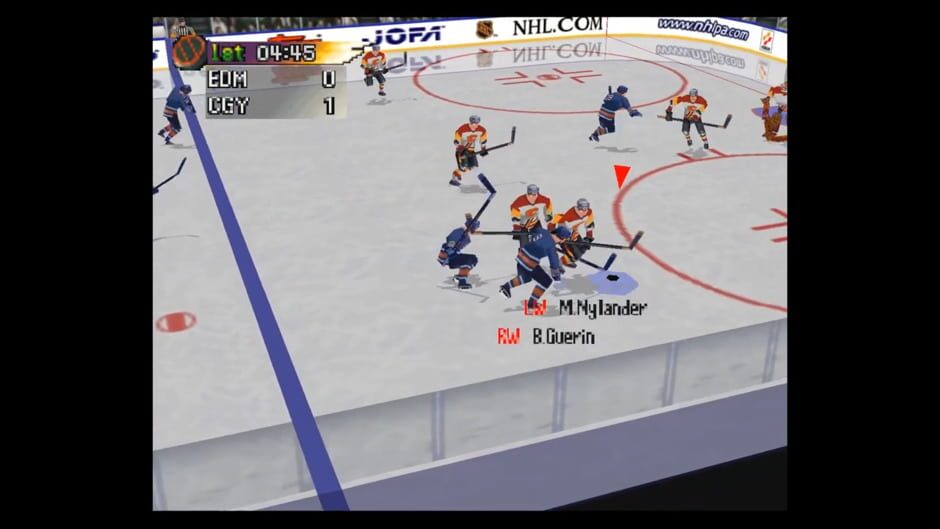 JOFA
NHL.COM
www.nhlpa.com
1st 04:45
EDM 0
CGY 1
LW M.Nylander
RW B.Guerin